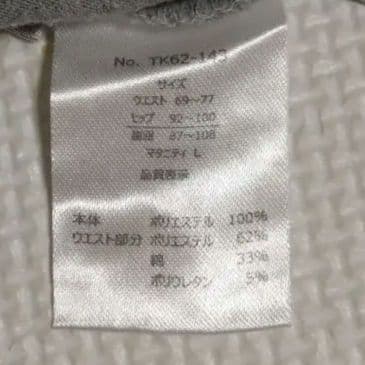 No. TK62-143
サイズ
ウエスト 69～77
ヒップ 92～100
腹囲 87～108
マタニティ L
品質表示
本体 ポリエステル 100%
ウエスト部分 ポリエステル 62%
綿 33%
ポリウレタン 5%